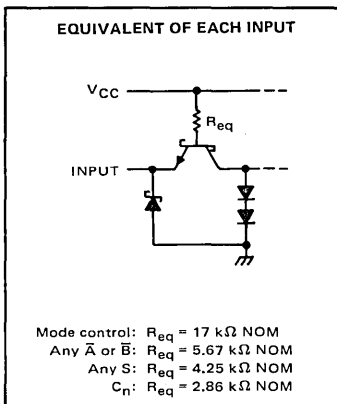 EQUIVALENT OF EACH INPUT
VCC
Req
INPUT
Mode control: Req = 17 kΩ NOM
Any A̅ or B̅: Req = 5.67 kΩ NOM
Any S: Req = 4.25 kΩ NOM
Cn: Req = 2.86 kΩ NOM